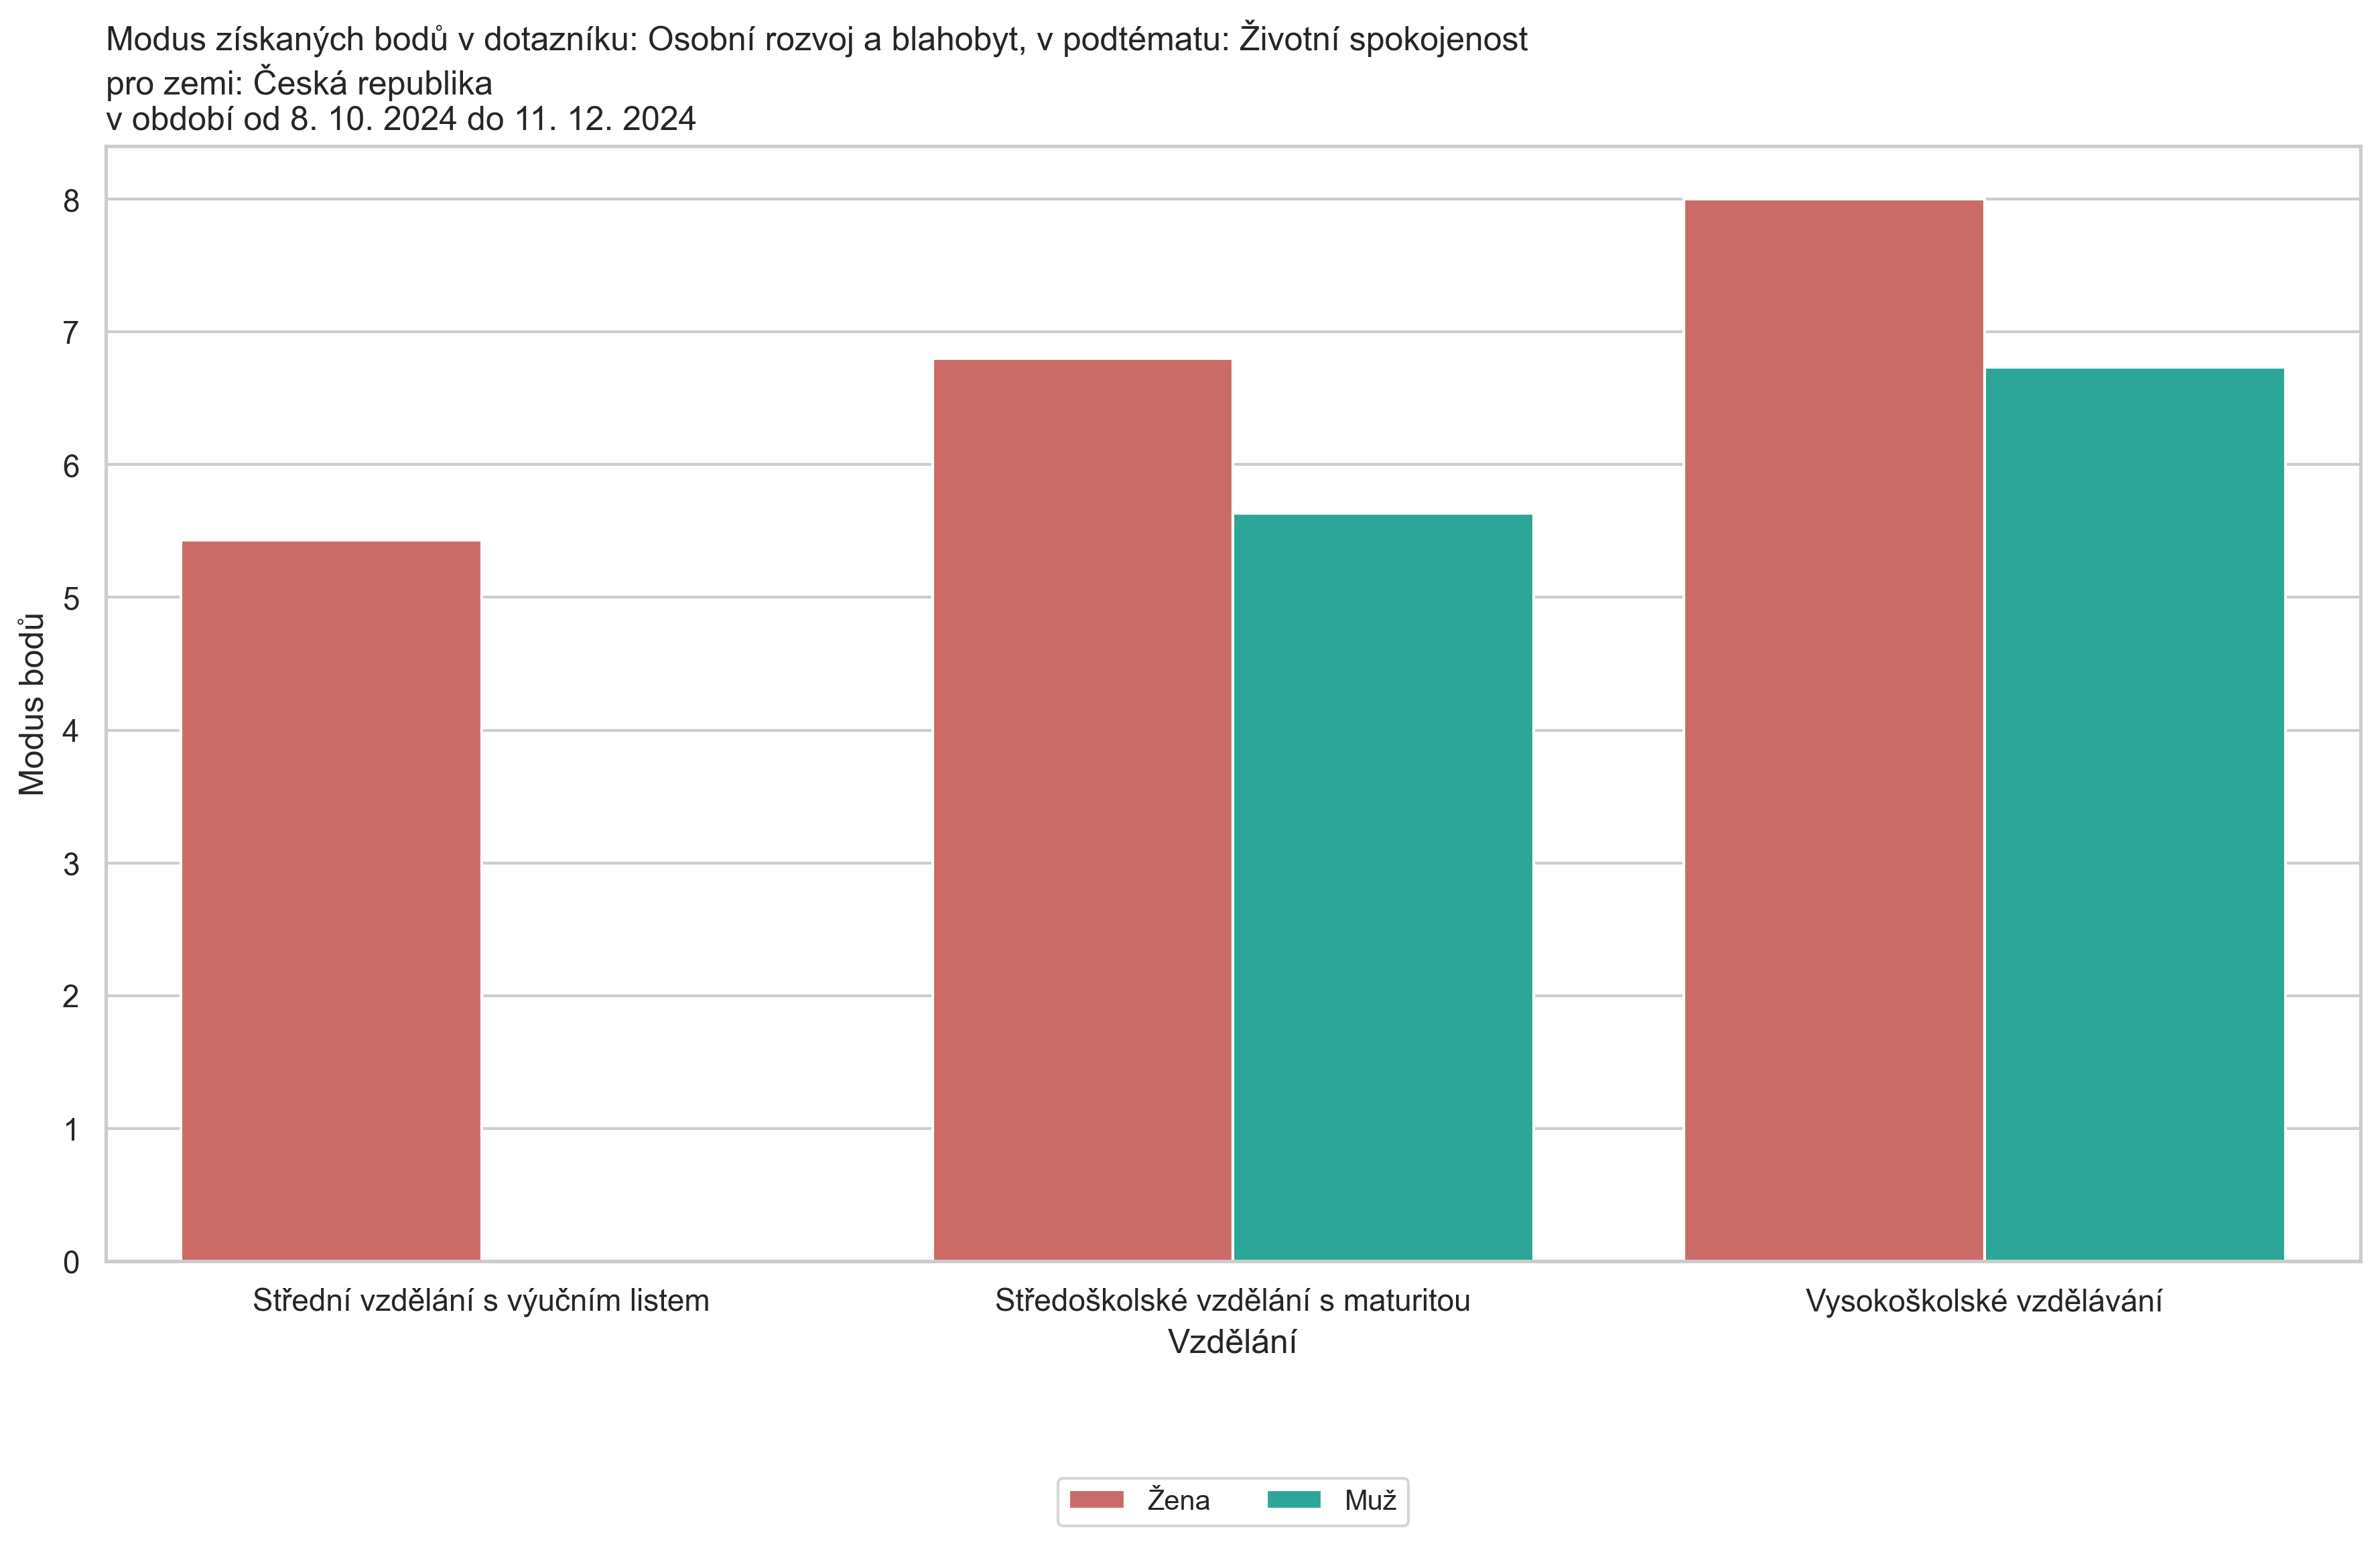 Modus získaných bodů v dotazníku: Osobní rozvoj a blahobyt, v podtématu: Životní spokojenost
pro zemi: Česká republika
v období od 8. 10. 2024 do 11. 12. 2024
8
7
6
5
4
3
2
1
0
Modus bodů
Střední vzdělání s výučním listem
Středoškolské vzdělání s maturitou
Vysokoškolské vzdělávání
Vzdělání
Žena
Muž